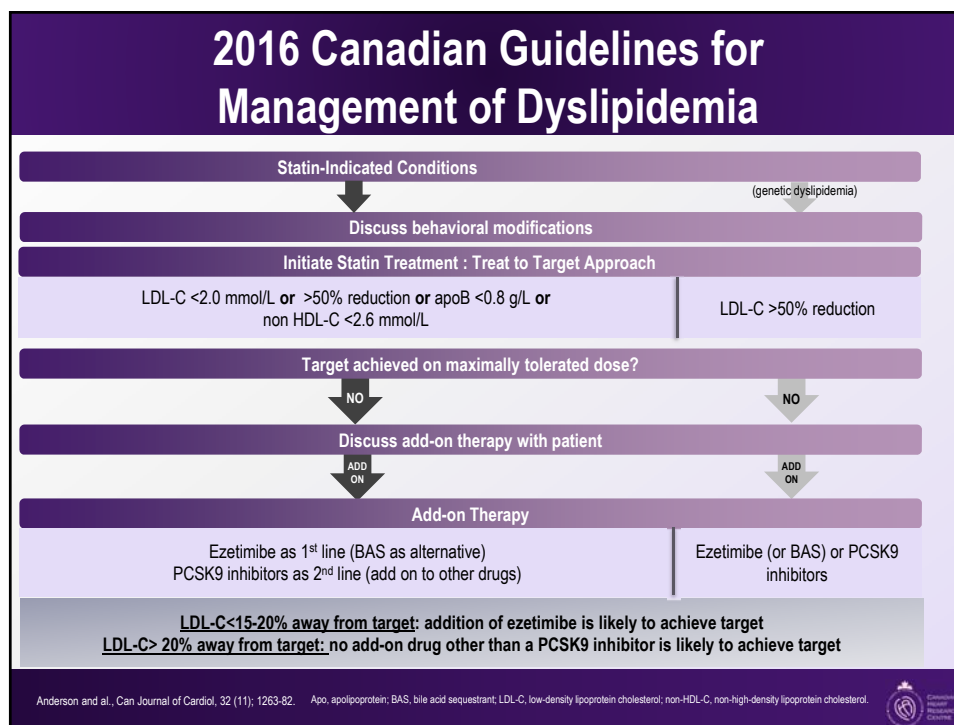 2016 Canadian Guidelines for
Management of Dyslipidemia
Statin-Indicated Conditions
(genetic dyslipidemia)
Discuss behavioral modifications
Initiate Statin Treatment : Treat to Target Approach
LDL-C <2.0 mmol/L or >50% reduction or apoB <0.8 g/L or
non HDL-C <2.6 mmol/L
LDL-C >50% reduction
Target achieved on maximally tolerated dose?
NO
NO
Discuss add-on therapy with patient
ADD
ON
ADD
ON
Add-on Therapy
Ezetimibe as 1st line (BAS as alternative)
PCSK9 inhibitors as 2nd line (add on to other drugs)
Ezetimibe (or BAS) or PCSK9
inhibitors
LDL-C<15-20% away from target: addition of ezetimibe is likely to achieve target
LDL-C> 20% away from target: no add-on drug other than a PCSK9 inhibitor is likely to achieve target
Anderson and al., Can Journal of Cardiol, 32 (11); 1263-82.
Apo, apolipoprotein; BAS, bile acid sequestrant; LDL-C, low-density lipoprotein cholesterol; non-HDL-C, non-high-density lipoprotein cholesterol.
CANADIAN
HEART
RESEARCH
CENTRE